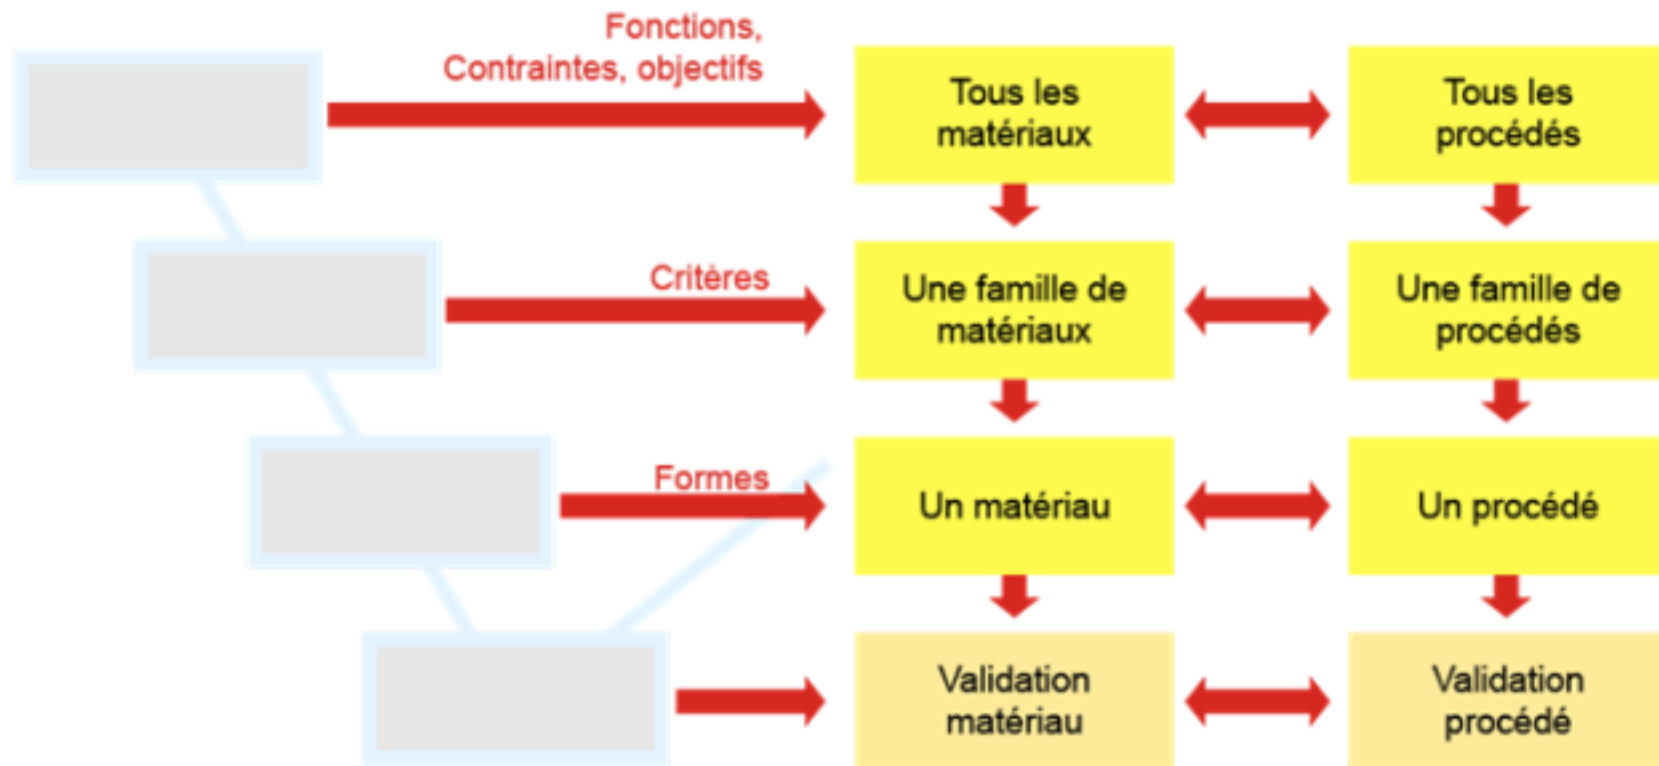 Fonctions,
Contraintes, objectifs
Tous les
matériaux
Tous les
procédés
Critères
Une famille de
matériaux
Une famille de
procédés
Formes
Un matériau
Un procédé
Validation
matériau
Validation
procédé